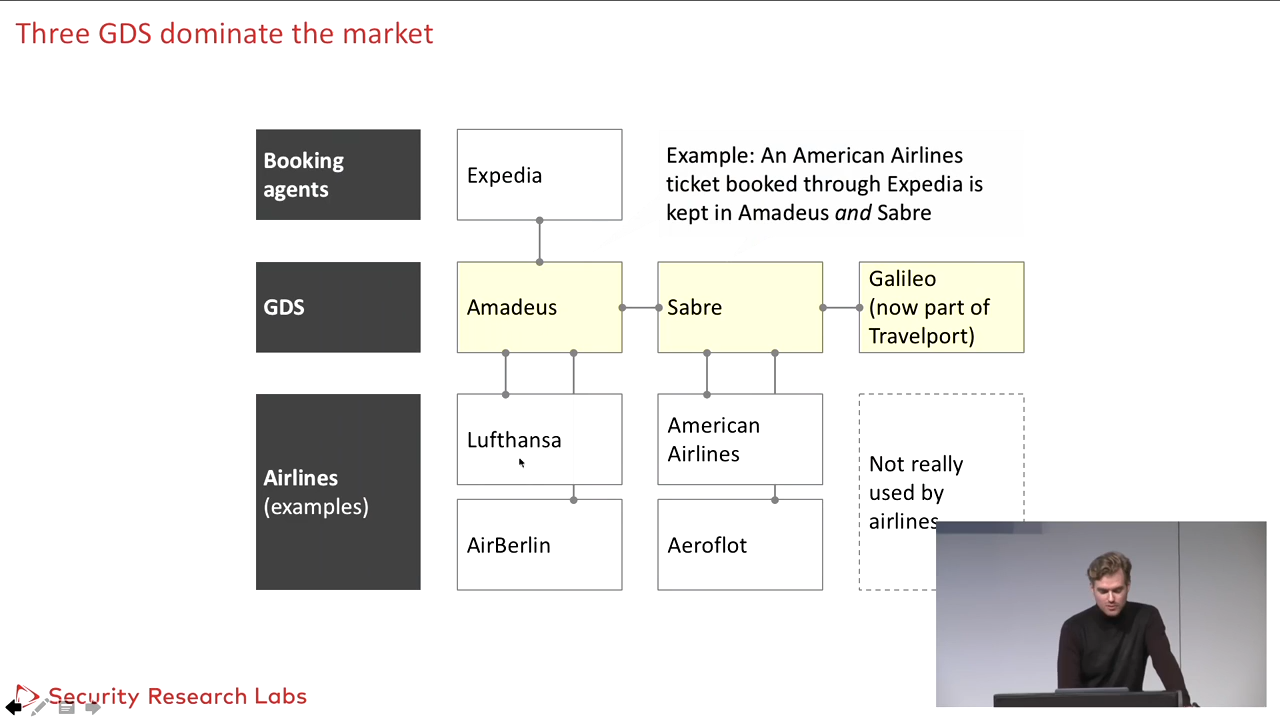 Three GDS dominate the market
Booking
agents
Expedia
Example: An American Airlines
ticket booked through Expedia is
kept in Amadeus and Sabre
GDS
Amadeus
Sabre
Galileo
(now part of
Travelport)
Airlines
(examples)
Lufthansa
American
Airlines
Not really
used by
airlines
AirBerlin
Aeroflot
Security Research Labs